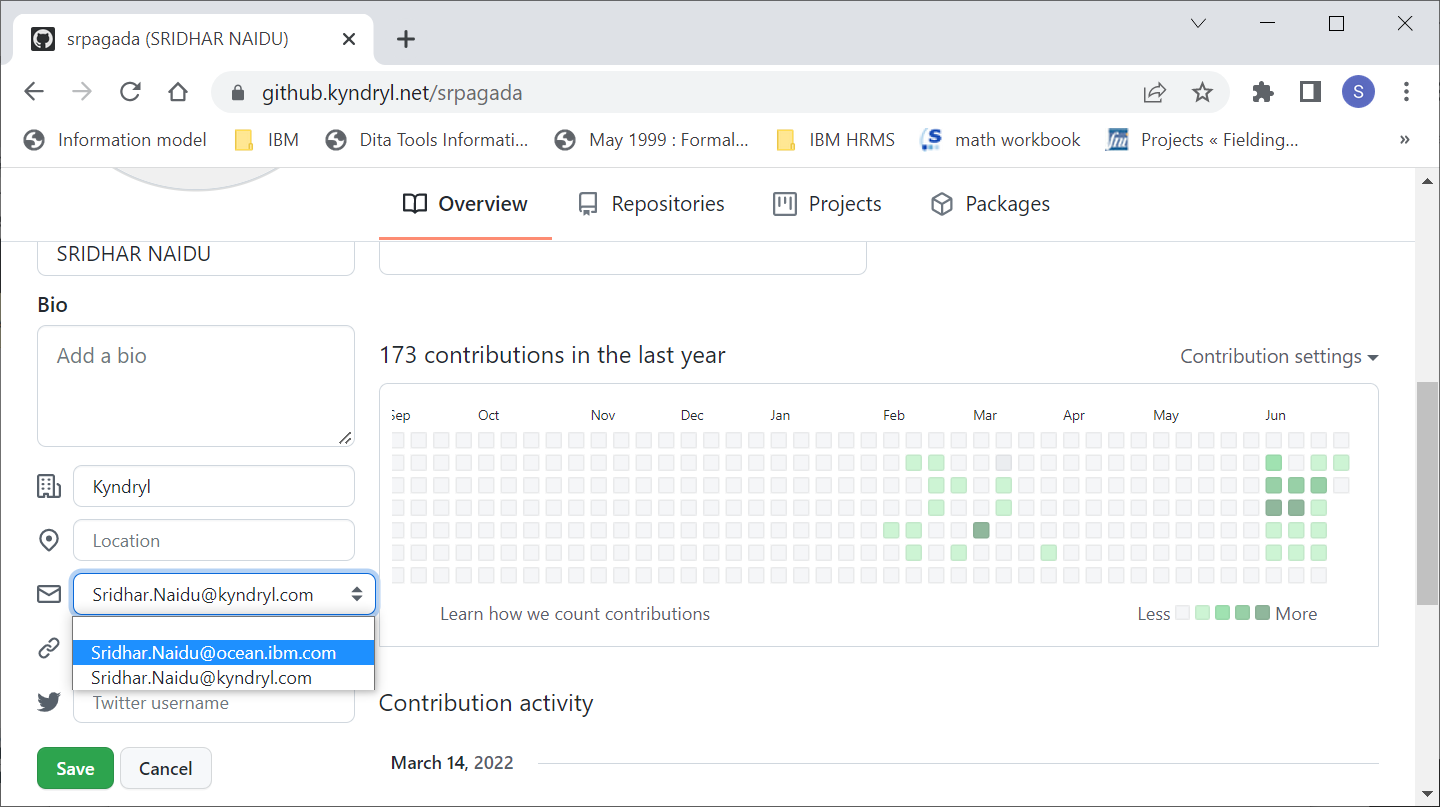 srpagada (SRIDHAR NAIDU)
github.kyndryl.net/srpagada
S
Information model
IBM
Dita Tools Informati...
May 1999 : Formal...
IBM HRMS
math workbook
Projects « Fielding...
»
Overview
Repositories
Projects
Packages
SRIDHAR NAIDU
Bio
Add a bio
Kyndryl
Location
Sridhar.Naidu@kyndryl.com
Sridhar.Naidu@ocean.ibm.com
Sridhar.Naidu@kyndryl.com
Twitter username
Save
Cancel
173 contributions in the last year
Contribution settings
Sep Oct Nov Dec Jan Feb Mar Apr May Jun
Learn how we count contributions
Less
More
Contribution activity
March 14, 2022